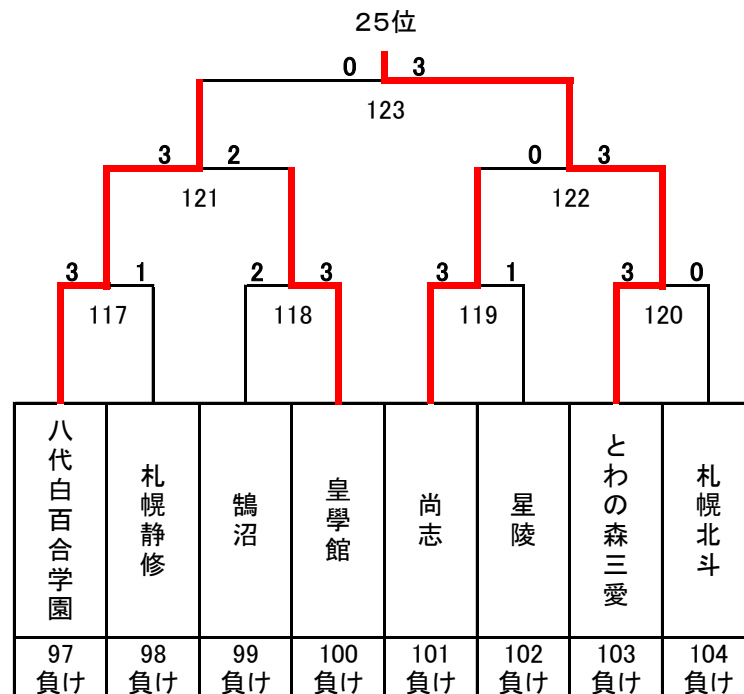 25位
0 3
123
3 2 0 3
121 122
3 1 2 3 3 1 3 0
117 118 119 120
八代白百合学園
札幌静修
鵠沼
皇學館
尚志
星陵
とわの森三愛
札幌北斗
97 98 99 100 101 102 103 104
負け 負け 負け 負け 負け 負け 負け 負け